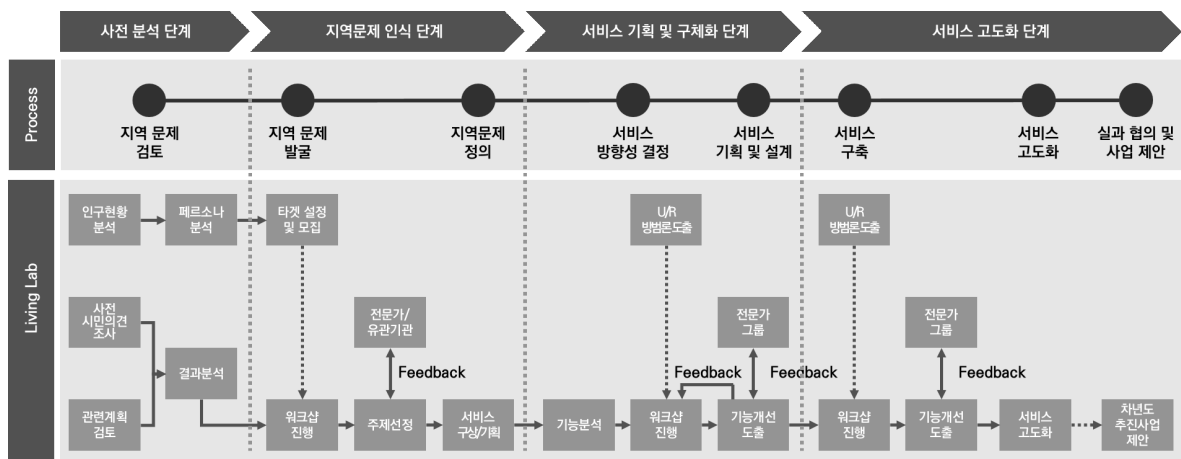 사전 분석 단계
지역문제 인식 단계
서비스 기획 및 구체화 단계
서비스 고도화 단계
Process
지역 문제
검토
지역 문제
발굴
지역문제
정의
서비스
방향성 결정
서비스
기획 및 설계
서비스
구축
서비스
고도화
실과 협의 및
사업 제안
Living Lab
인구현황
분석
페르소나
분석
타겟 설정
및 모집
U/R
방법론도출
U/R
방법론도출
사전
시민의견
조사
전문가/
유관기관
전문가
그룹
전문가
그룹
결과분석
Feedback
Feedback
Feedback
Feedback
관련계획
검토
워크샵
진행
주제선정
서비스
구상/기획
기능분석
워크샵
진행
기능개선
도출
워크샵
진행
기능개선
도출
서비스
고도화
차년도
추진사업
제안